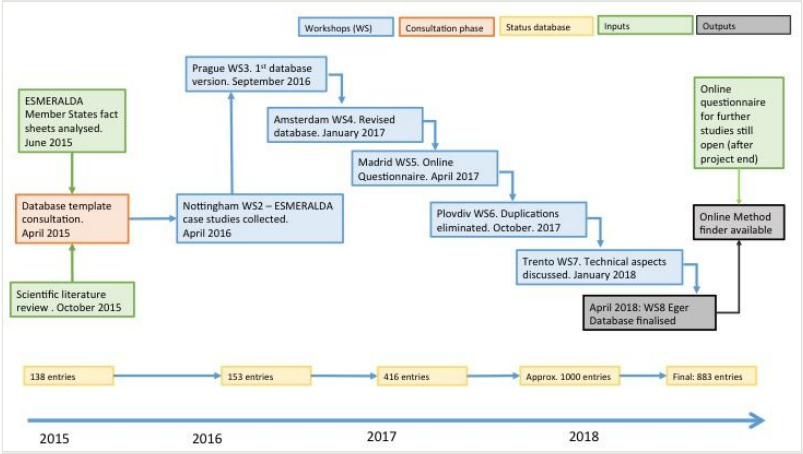 Workshops (WS)
Consultation phase
Status database
Inputs
Outputs
Prague WS3. 1st database
version. September 2016
ESMERALDA
Member States fact
sheets analysed.
June 2015
Amsterdam WS4. Revised
database. January 2017
Online
questionnaire
for further
studies still
open (after
project end)
Madrid WS5. Online
Questionnaire. April 2017
Database template
consultation.
April 2015
Nottingham WS2 – ESMERALDA
case studies collected.
April 2016
Plovdiv WS6. Duplications
eliminated. October. 2017
Online Method
finder available
Trento WS7. Technical aspects
discussed. January 2018
Scientific literature
review . October 2015
April 2018: WS8 Eger
Database finalised
138 entries
153 entries
416 entries
Approx. 1000 entries
Final: 883 entries
2015
2016
2017
2018